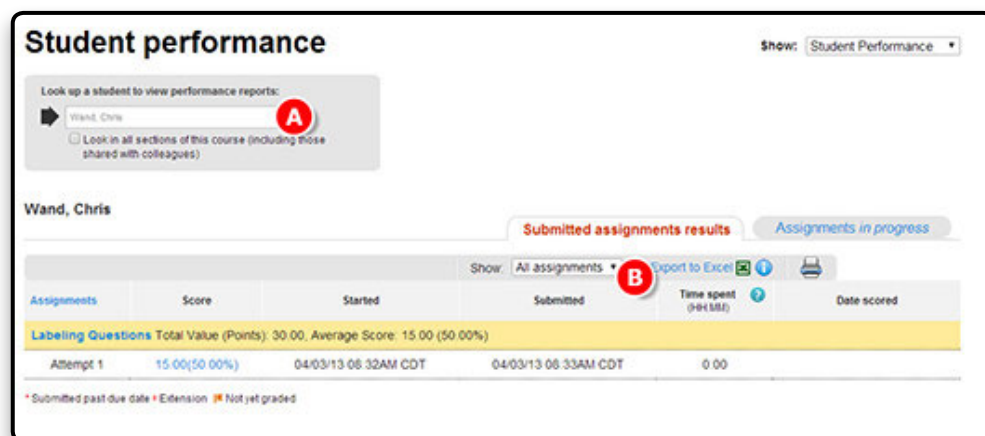 Student performance
Show: Student Performance
Look up a student to view performance reports:
Wand, Chris
A
Look in all sections of this course (including those
shared with colleagues)
Wand, Chris
Submitted assignments results
Assignments in progress
Show: All assignments
B
Export to Excel
Assignments Score Started Submitted Time spent (HH:MM) ? Date scored
Labeling Questions Total Value (Points): 30.00, Average Score: 15.00 (50.00%)
Attempt 1 15.00(50.00%) 04/03/13 08:32AM CDT 04/03/13 08:33AM CDT 0:00
* Submitted past due date + Extension Not yet graded